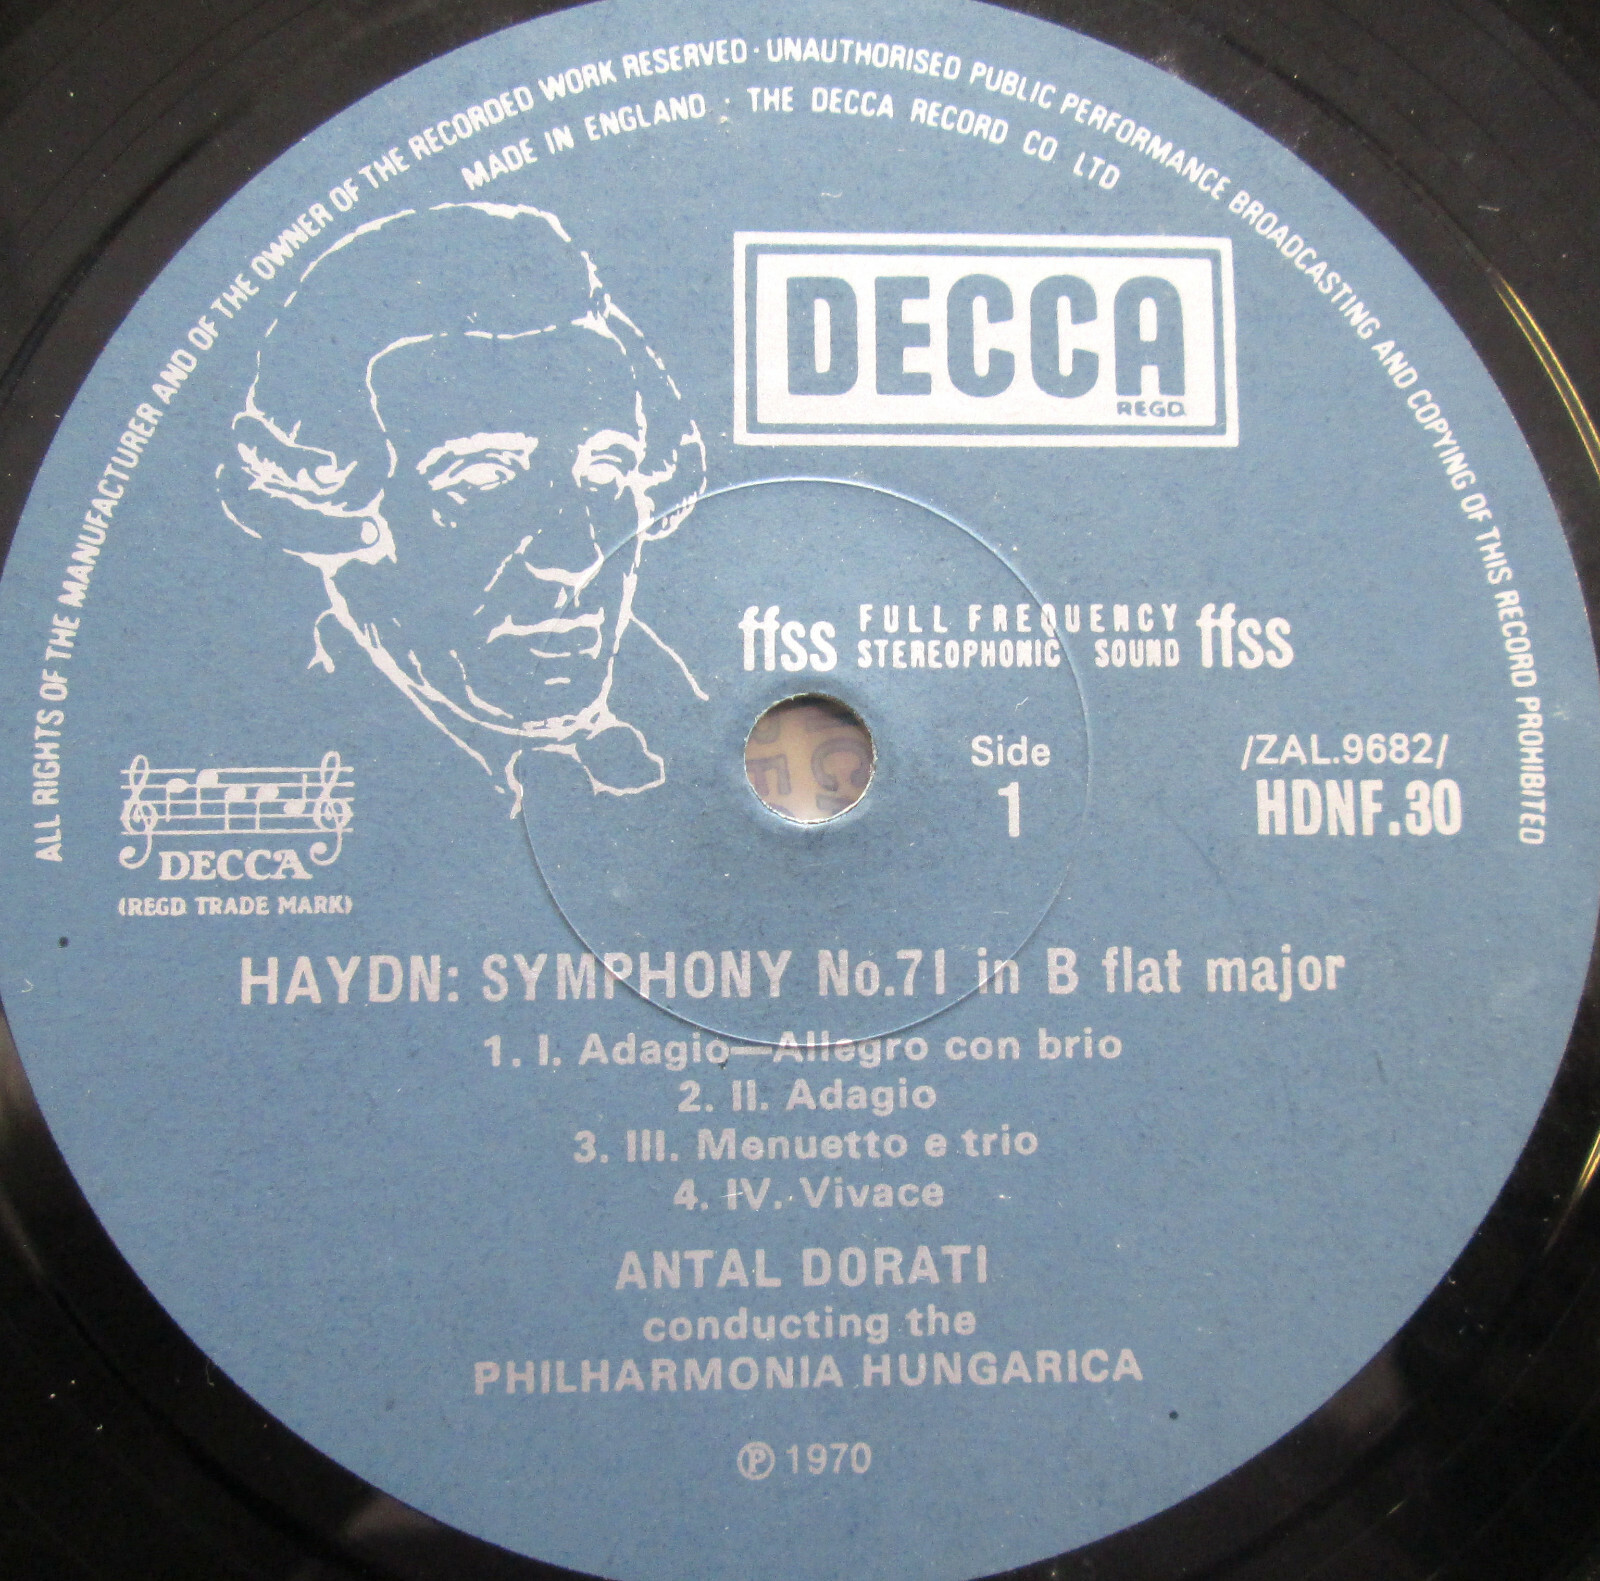 ALL RIGHTS OF THE MANUFACTURER AND OF THE OWNER OF THE RECORDED WORK RESERVED · UNAUTHORISED PUBLIC PERFORMANCE BROADCASTING AND COPYING OF THIS RECORD PROHIBITED
MADE IN ENGLAND · THE DECCA RECORD CO LTD
DECCA
REGD.
ffss FULL FREQUENCY STEREOPHONIC SOUND ffss
Side
1
/ZAL.9682/
HDNF.30
DECCA
(REGD. TRADE MARK)
HAYDN: SYMPHONY No.71 in B flat major
1. I. Adagio—Allegro con brio
2. II. Adagio
3. III. Menuetto e trio
4. IV. Vivace
ANTAL DORATI
conducting the
PHILHARMONIA HUNGARICA
℗ 1970